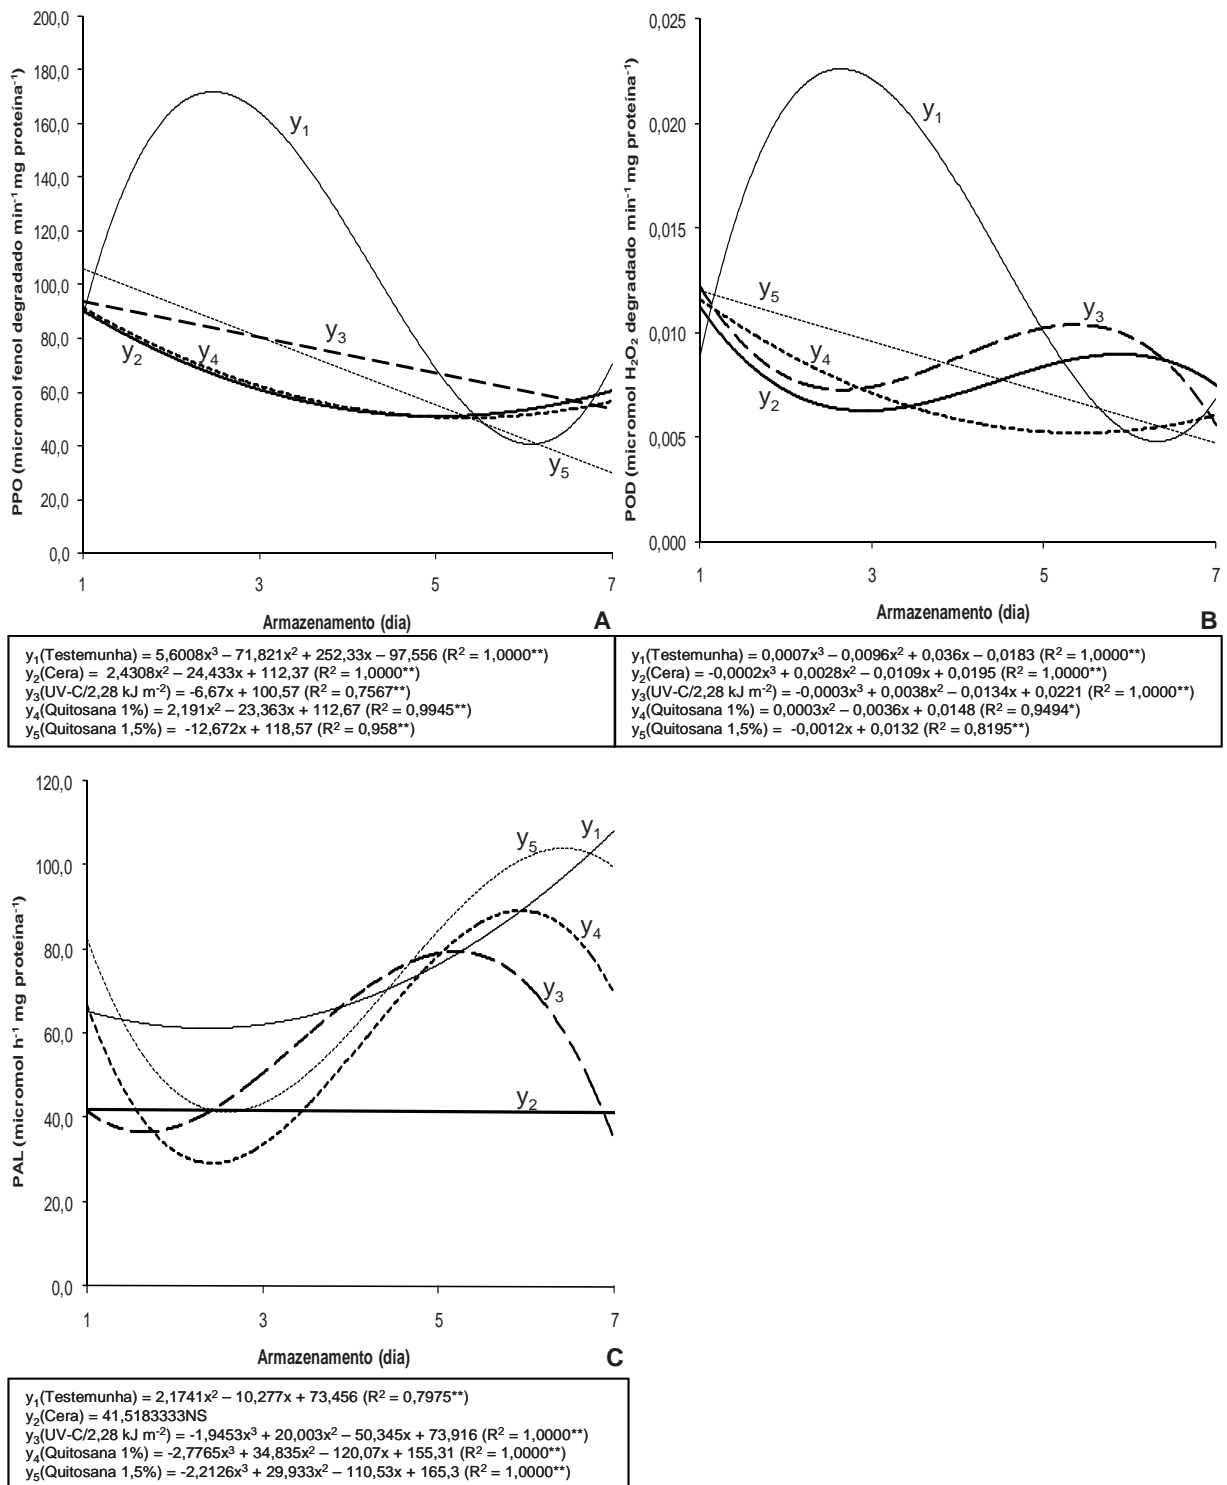 200,0
180,0
160,0
140,0
120,0
100,0
80,0
60,0
40,0
20,0
0,0
PPO (micromol fenol degradado min⁻¹ mg proteína⁻¹)
y₁
y₂
y₄
y₃
y₅
1 3 5 7
Armazenamento (dia)
A
y₁(Testemunha) = 5,6008x³ – 71,821x² + 252,33x – 97,556 (R² = 1,0000**)
y₂(Cera) = 2,4308x² – 24,433x + 112,37 (R² = 1,0000**)
y₃(UV-C/2,28 kJ m⁻²) = -6,67x + 100,57 (R² = 0,7567**)
y₄(Quitosana 1%) = 2,191x² – 23,363x + 112,67 (R² = 0,9945**)
y₅(Quitosana 1,5%) = -12,672x + 118,57 (R² = 0,958**)
0,025
0,020
0,015
0,010
0,005
0,000
POD (micromol H₂O₂ degradado min⁻¹ mg proteína⁻¹)
y₁
y₅
y₃
y₄
y₂
1 3 5 7
Armazenamento (dia)
B
y₁(Testemunha) = 0,0007x³ – 0,0096x² + 0,036x – 0,0183 (R² = 1,0000**)
y₂(Cera) = -0,0002x³ + 0,0028x² – 0,0109x + 0,0195 (R² = 1,0000**)
y₃(UV-C/2,28 kJ m⁻²) = -0,0003x³ + 0,0038x² – 0,0134x + 0,0221 (R² = 1,0000**)
y₄(Quitosana 1%) = 0,0003x² – 0,0036x + 0,0148 (R² = 0,9494*)
y₅(Quitosana 1,5%) = -0,0012x + 0,0132 (R² = 0,8195**)
120,0
100,0
80,0
60,0
40,0
20,0
0,0
PAL (micromol h⁻¹ mg proteína⁻¹)
y₅
y₁
y₄
y₃
y₂
1 3 5 7
Armazenamento (dia)
C
y₁(Testemunha) = 2,1741x² – 10,277x + 73,456 (R² = 0,7975**)
y₂(Cera) = 41,5183333NS
y₃(UV-C/2,28 kJ m⁻²) = -1,9453x³ + 20,003x² – 50,345x + 73,916 (R² = 1,0000**)
y₄(Quitosana 1%) = -2,7765x³ + 34,835x² – 120,07x + 155,31 (R² = 1,0000**)
y₅(Quitosana 1,5%) = -2,2126x³ + 29,933x² – 110,53x + 165,3 (R² = 1,0000**)